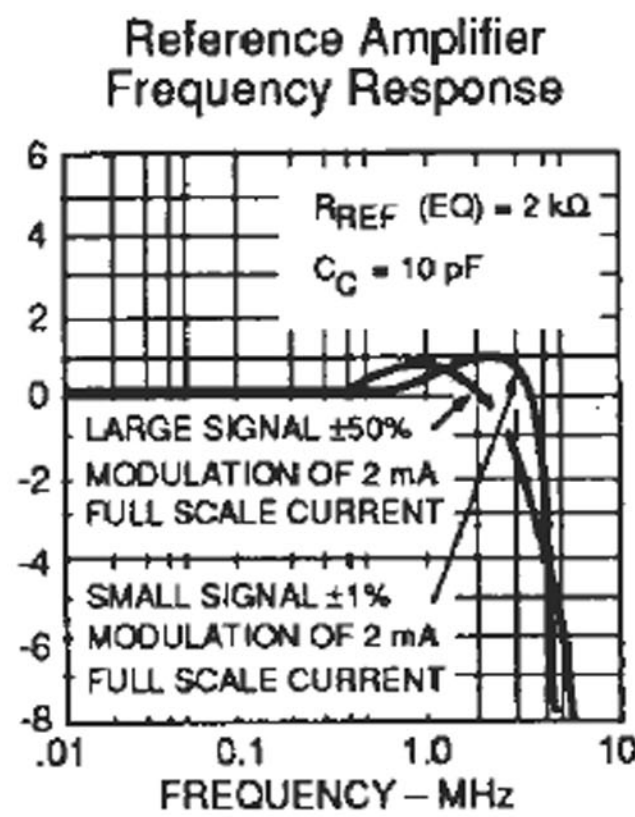 Reference Amplifier
Frequency Response
6
4
2
0
-2
-4
-6
-8
RREF (EQ) = 2 kΩ
CC = 10 pF
LARGE SIGNAL ±50%
MODULATION OF 2 mA
FULL SCALE CURRENT
SMALL SIGNAL ±1%
MODULATION OF 2 mA
FULL SCALE CURRENT
.01 0.1 1.0 10
FREQUENCY – MHz